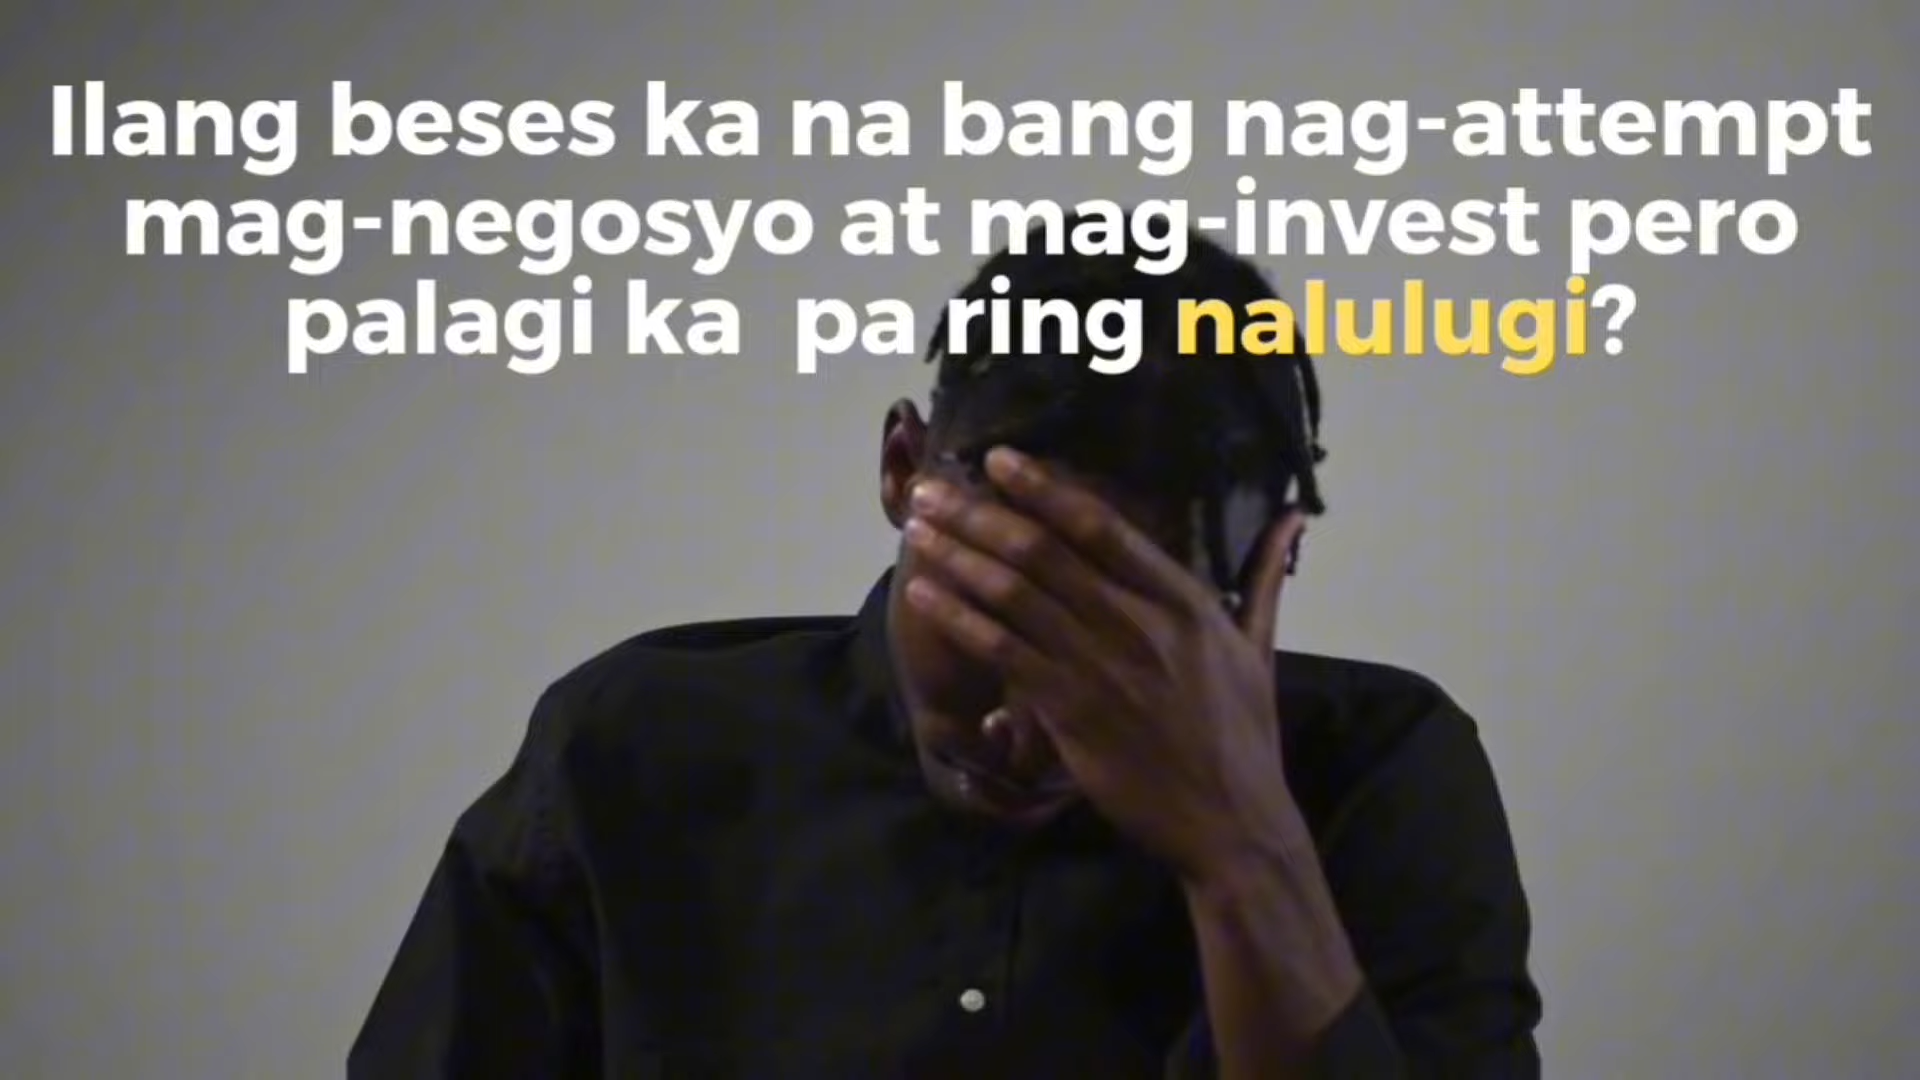 Ilang beses ka na bang nag-attempt
mag-negosyo at mag-invest pero
palagi ka pa ring nalulugi?